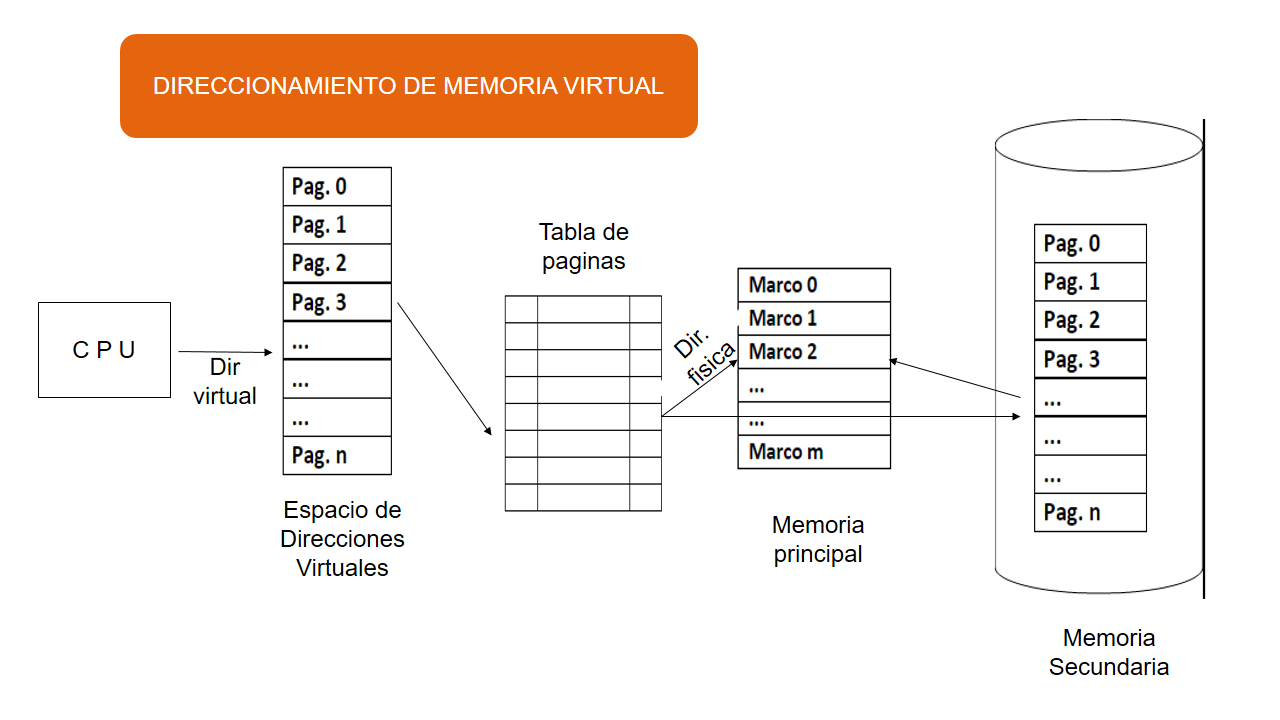 DIRECCIONAMIENTO DE MEMORIA VIRTUAL
C P U
Dir
virtual
Pag. 0
Pag. 1
Pag. 2
Pag. 3
...
...
...
Pag. n
Espacio de
Direcciones
Virtuales
Tabla de
paginas
Dir.
fisica
Marco 0
Marco 1
Marco 2
...
...
Marco m
Memoria
principal
Pag. 0
Pag. 1
Pag. 2
Pag. 3
...
...
...
Pag. n
Memoria
Secundaria